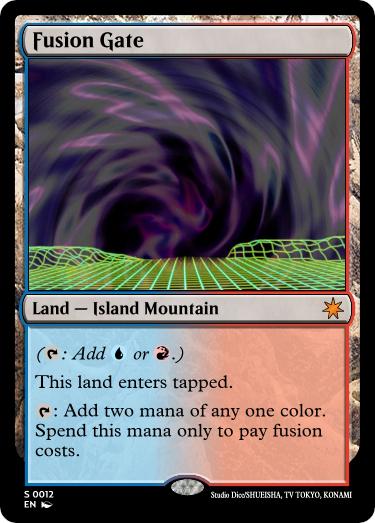 Fusion Gate
Land — Island Mountain
(: Add or .)
This land enters tapped.
: Add two mana of any one color.
Spend this mana only to pay fusion
costs.
S 0012
EN
Studio Dice/SHUEISHA, TV TOKYO, KONAMI